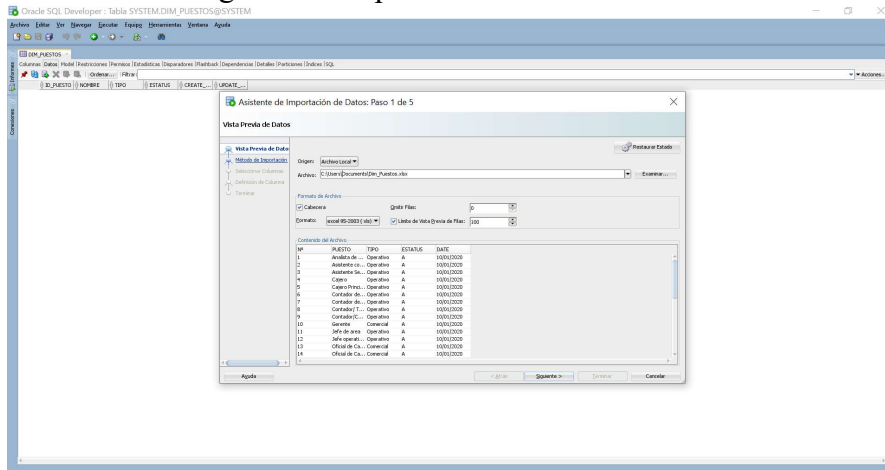 Oracle SQL Developer : Tabla SYSTEM.DIM_PUESTOS@SYSTEM
Archivo Editar Ver Navegar Ejecutar Equipo Herramientas Ventana Ayuda
DIM_PUESTOS
Columnas Datos Model Restricciones Permisos Estadísticas Disparadores Flashback Dependencias Detalles Particiones Índices SQL
Ordenar... Filtrar: Acciones...
ID_PUESTO NOMBRE TIPO ESTATUS CREATE_... UPDATE_...
Informes
Conexiones
Asistente de Importación de Datos: Paso 1 de 5
Vista Previa de Datos
Restaurar Estado
Vista Previa de Datos
Método de Importación
Seleccionar Columnas
Definición de Columna
Terminar
Origen: Archivo Local
Archivo: C:\Users\Documents\Dim_Puestos.xlsx Examinar...
Formato de Archivo
Cabecera Omitir Filas: 0
Formato: excel 95-2003 (xls) Límite de Vista Previa de Filas: 100
Contenido del Archivo
Nº PUESTO TIPO ESTATUS DATE
1 Analista de ... Operativo A 10/01/2020
2 Asistente co... Operativo A 10/01/2020
3 Asistente Se... Operativo A 10/01/2020
4 Cajero Operativo A 10/01/2020
5 Cajero Princi... Operativo A 10/01/2020
6 Contador de... Operativo A 10/01/2020
7 Contador de... Operativo A 10/01/2020
8 Contador/ T... Operativo A 10/01/2020
9 Contador/C... Operativo A 10/01/2020
10 Gerente Comercial A 10/01/2020
11 Jefe de area Operativo A 10/01/2020
12 Jefe operati... Operativo A 10/01/2020
13 Oficial de Ca... Comercial A 10/01/2020
14 Oficial de Ca... Comercial A 10/01/2020
Ayuda < Atrás Siguiente > Terminar Cancelar